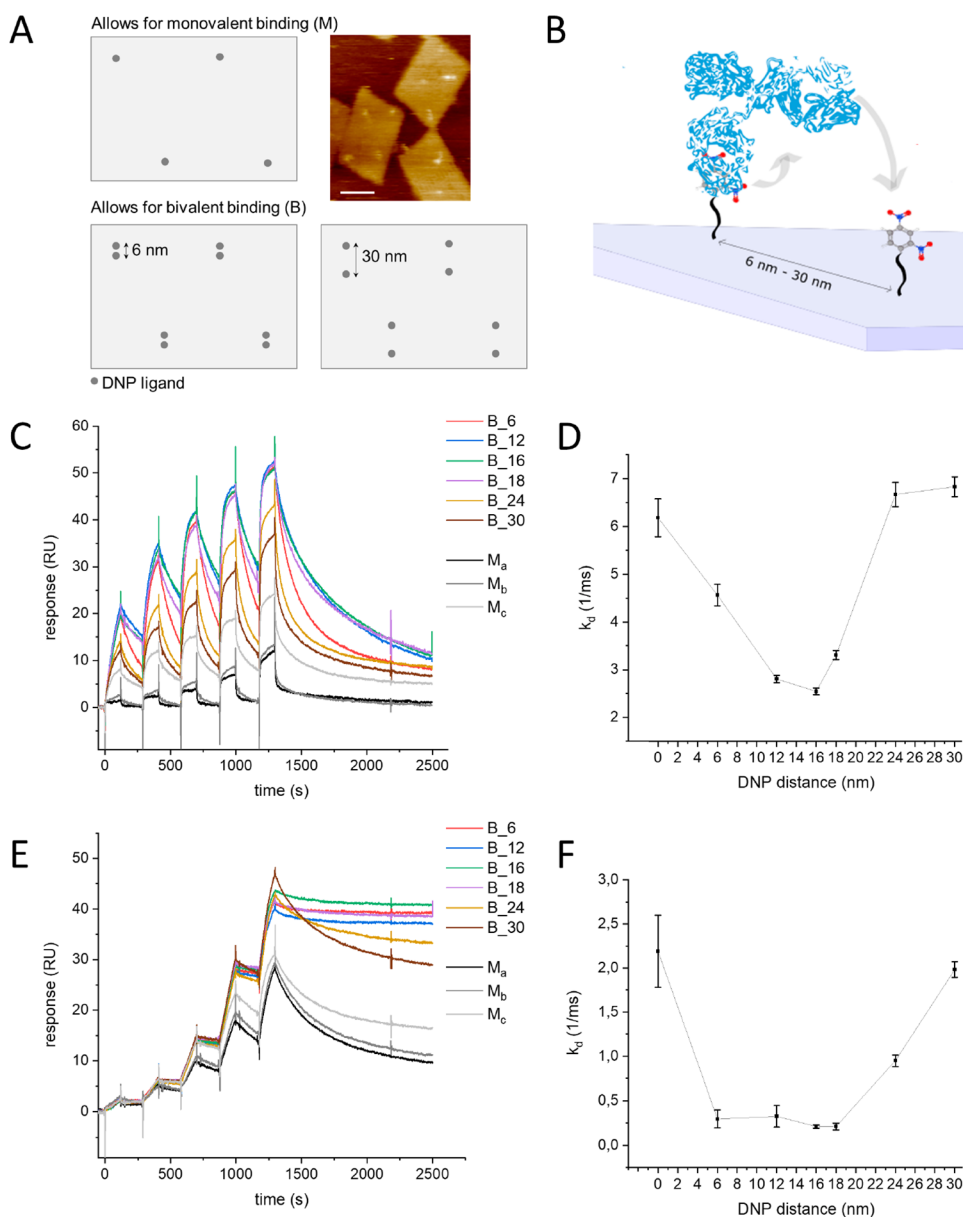 A
Allows for monovalent binding (M)
Allows for bivalent binding (B)
6 nm
30 nm
DNP ligand
B
6 nm - 30 nm
C
response (RU)
60
50
40
30
20
10
0
0 500 1000 1500 2000 2500
time (s)
B_6
B_12
B_16
B_18
B_24
B_30
Ma
Mb
Mc
D
kd (1/ms)
7
6
5
4
3
2
0 2 4 6 8 10 12 14 16 18 20 22 24 26 28 30
DNP distance (nm)
E
response (RU)
50
40
30
20
10
0
0 500 1000 1500 2000 2500
time (s)
B_6
B_12
B_16
B_18
B_24
B_30
Ma
Mb
Mc
F
kd (1/ms)
3,0
2,5
2,0
1,5
1,0
0,5
0,0
0 2 4 6 8 10 12 14 16 18 20 22 24 26 28 30
DNP distance (nm)